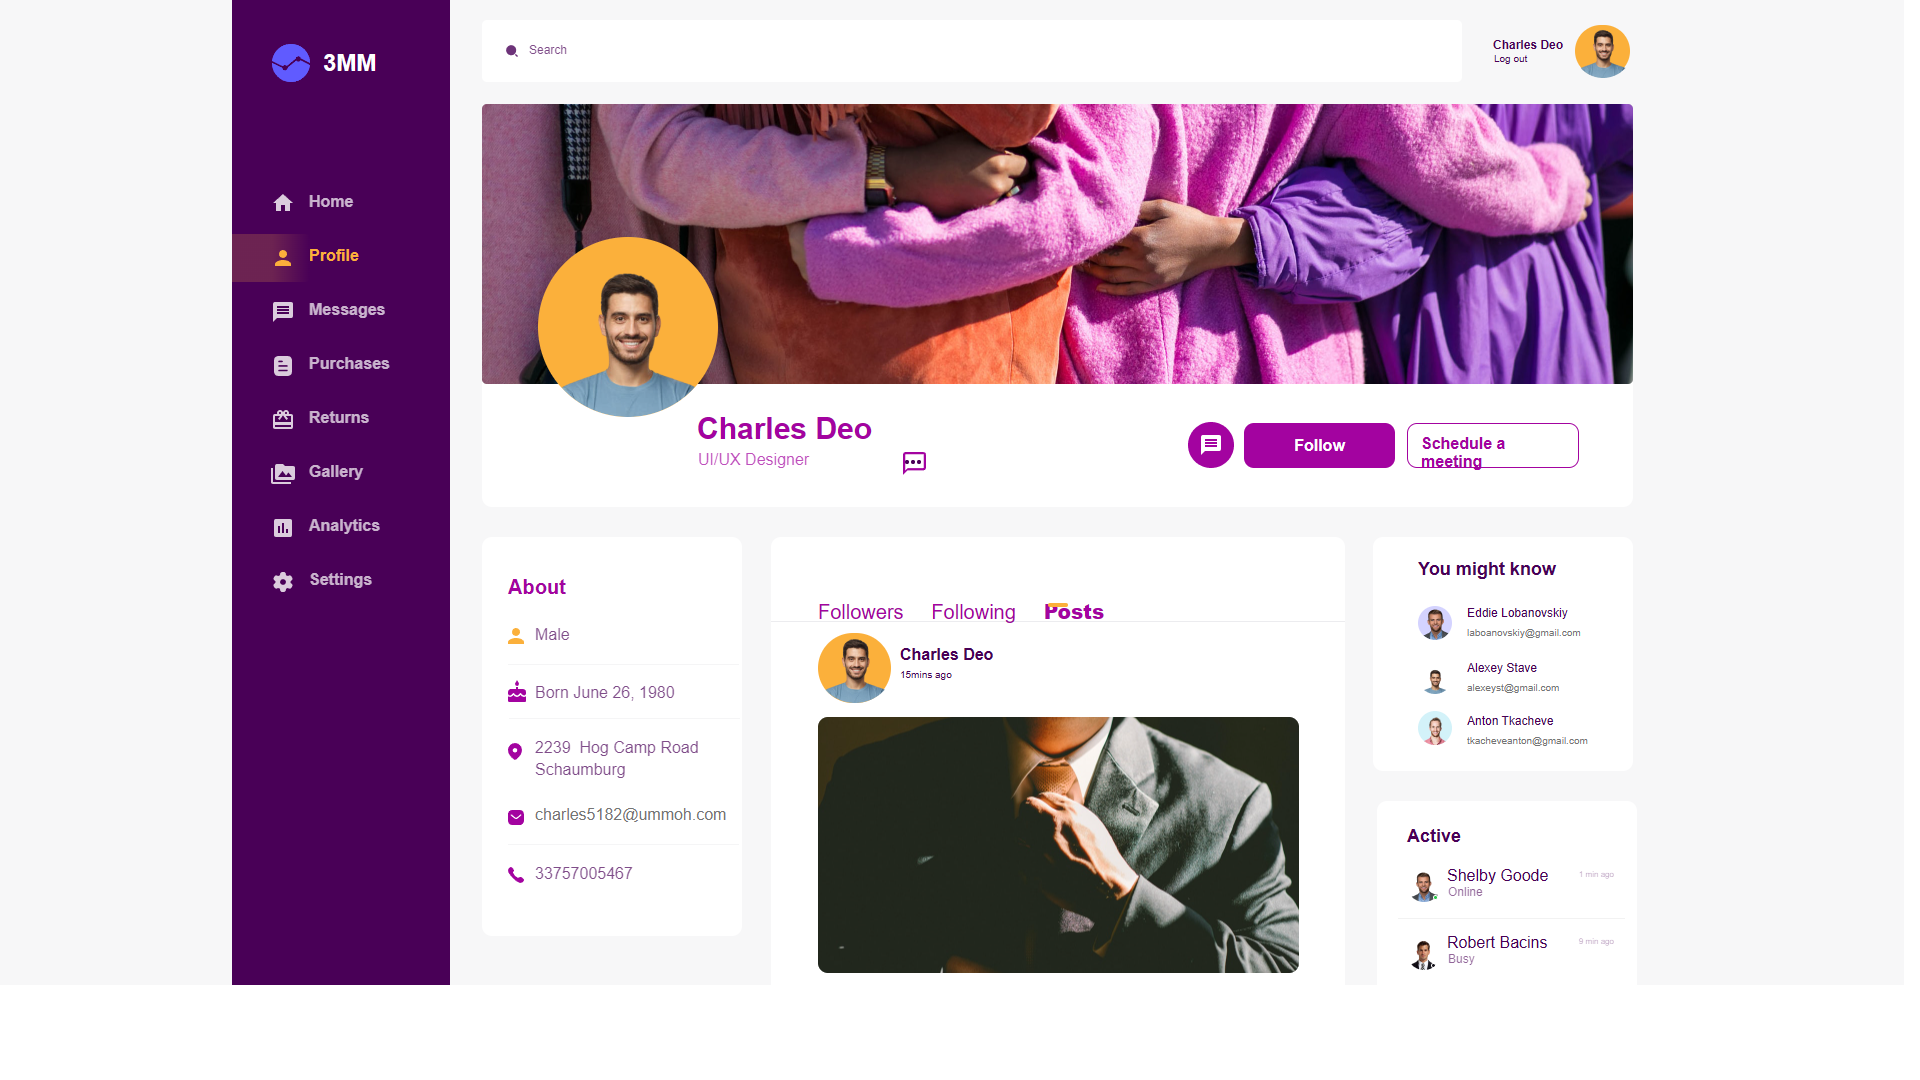 3MM
Home
Profile
Messages
Purchases
Returns
Gallery
Analytics
Settings
Search
Charles Deo
Log out
Charles Deo
UI/UX Designer
Follow
Schedule a
meeting
About
Male
Born June 26, 1980
2239  Hog Camp Road
Schaumburg
charles5182@ummoh.com
33757005467
Followers Following Posts
Charles Deo
15mins ago
You might know
Eddie Lobanovskiy
laboanovskiy@gmail.com
Alexey Stave
alexeyst@gmail.com
Anton Tkacheve
tkacheveanton@gmail.com
Active
Shelby Goode 1 min ago
Online
Robert Bacins 9 min ago
Busy